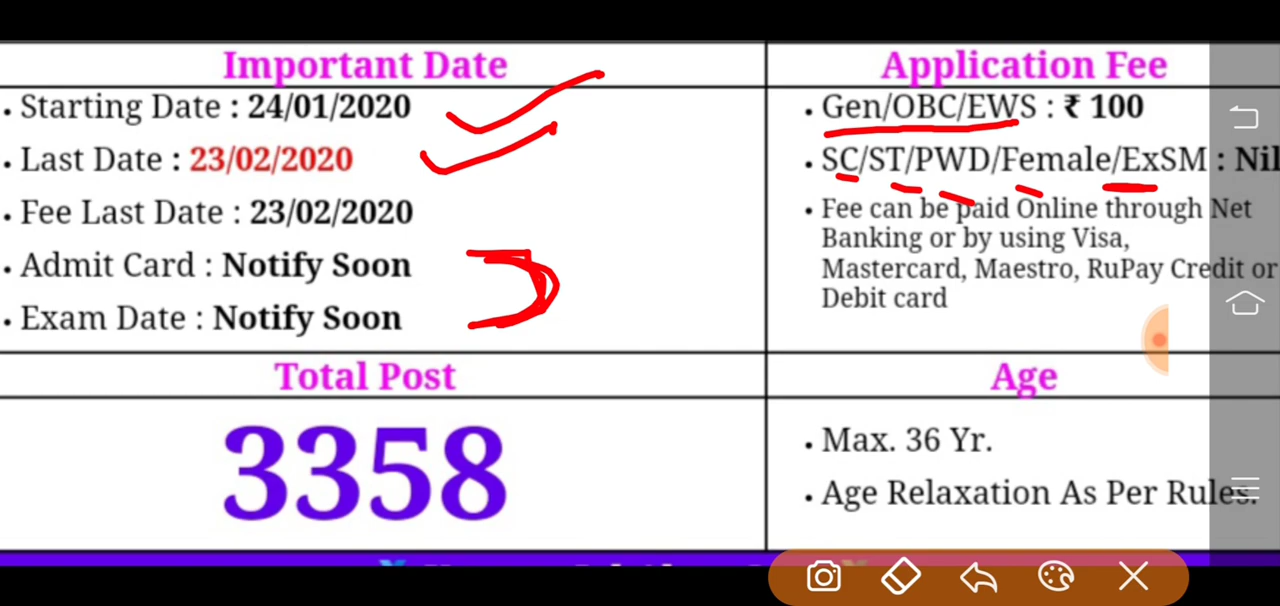 Important Date
• Starting Date : 24/01/2020
• Last Date : 23/02/2020
• Fee Last Date : 23/02/2020
• Admit Card : Notify Soon
• Exam Date : Notify Soon
Application Fee
• Gen/OBC/EWS : ₹ 100
• SC/ST/PWD/Female/ExSM : Nil
• Fee can be paid Online through Net
Banking or by using Visa,
Mastercard, Maestro, RuPay Credit or
Debit card
Total Post
3358
Age
• Max. 36 Yr.
• Age Relaxation As Per Rules.